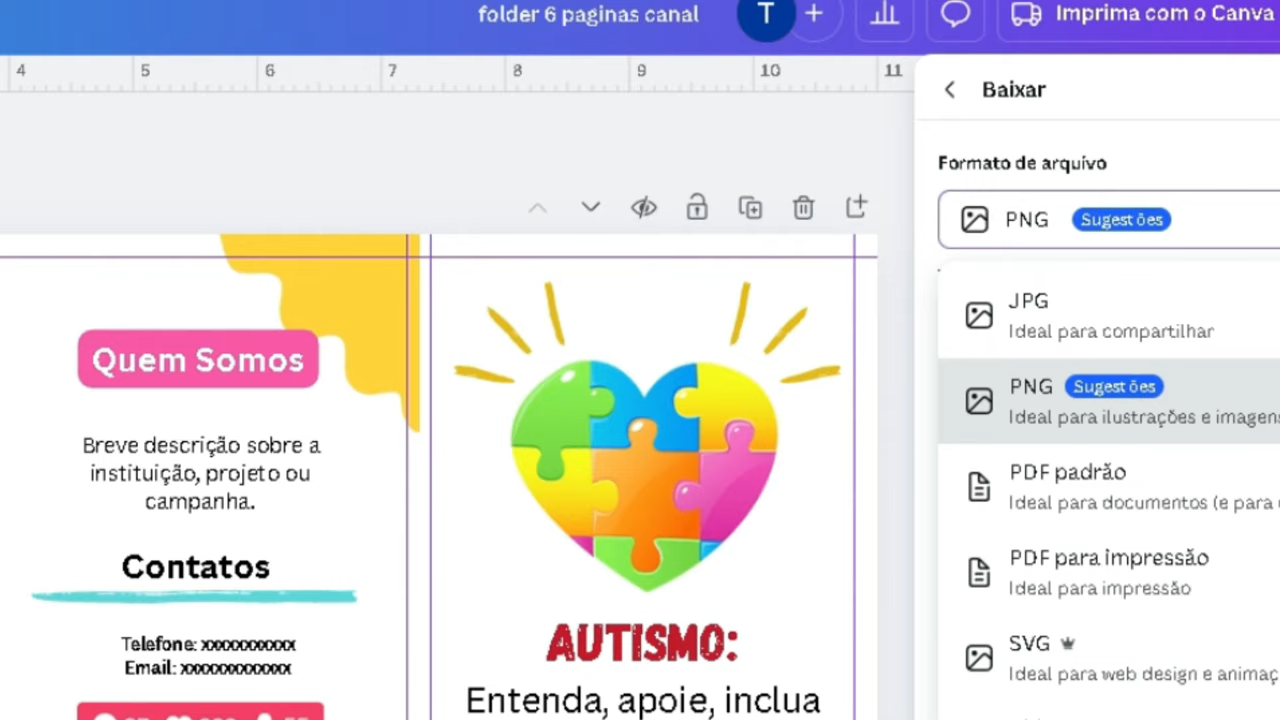 folder 6 paginas canal
T
Imprima com o Canva
4 5 6 7 8 9 10 11
Baixar
Formato de arquivo
PNG Sugestões
JPG
Ideal para compartilhar
PNG Sugestões
Ideal para ilustrações e imagens
PDF padrão
Ideal para documentos (e para
PDF para impressão
Ideal para impressão
SVG
Ideal para web design e animaç
Quem Somos
Breve descrição sobre a
instituição, projeto ou
campanha.
Contatos
Telefone: xxxxxxxxxxx
Email: xxxxxxxxxxxxx
AUTISMO:
Entenda, apoie, inclua